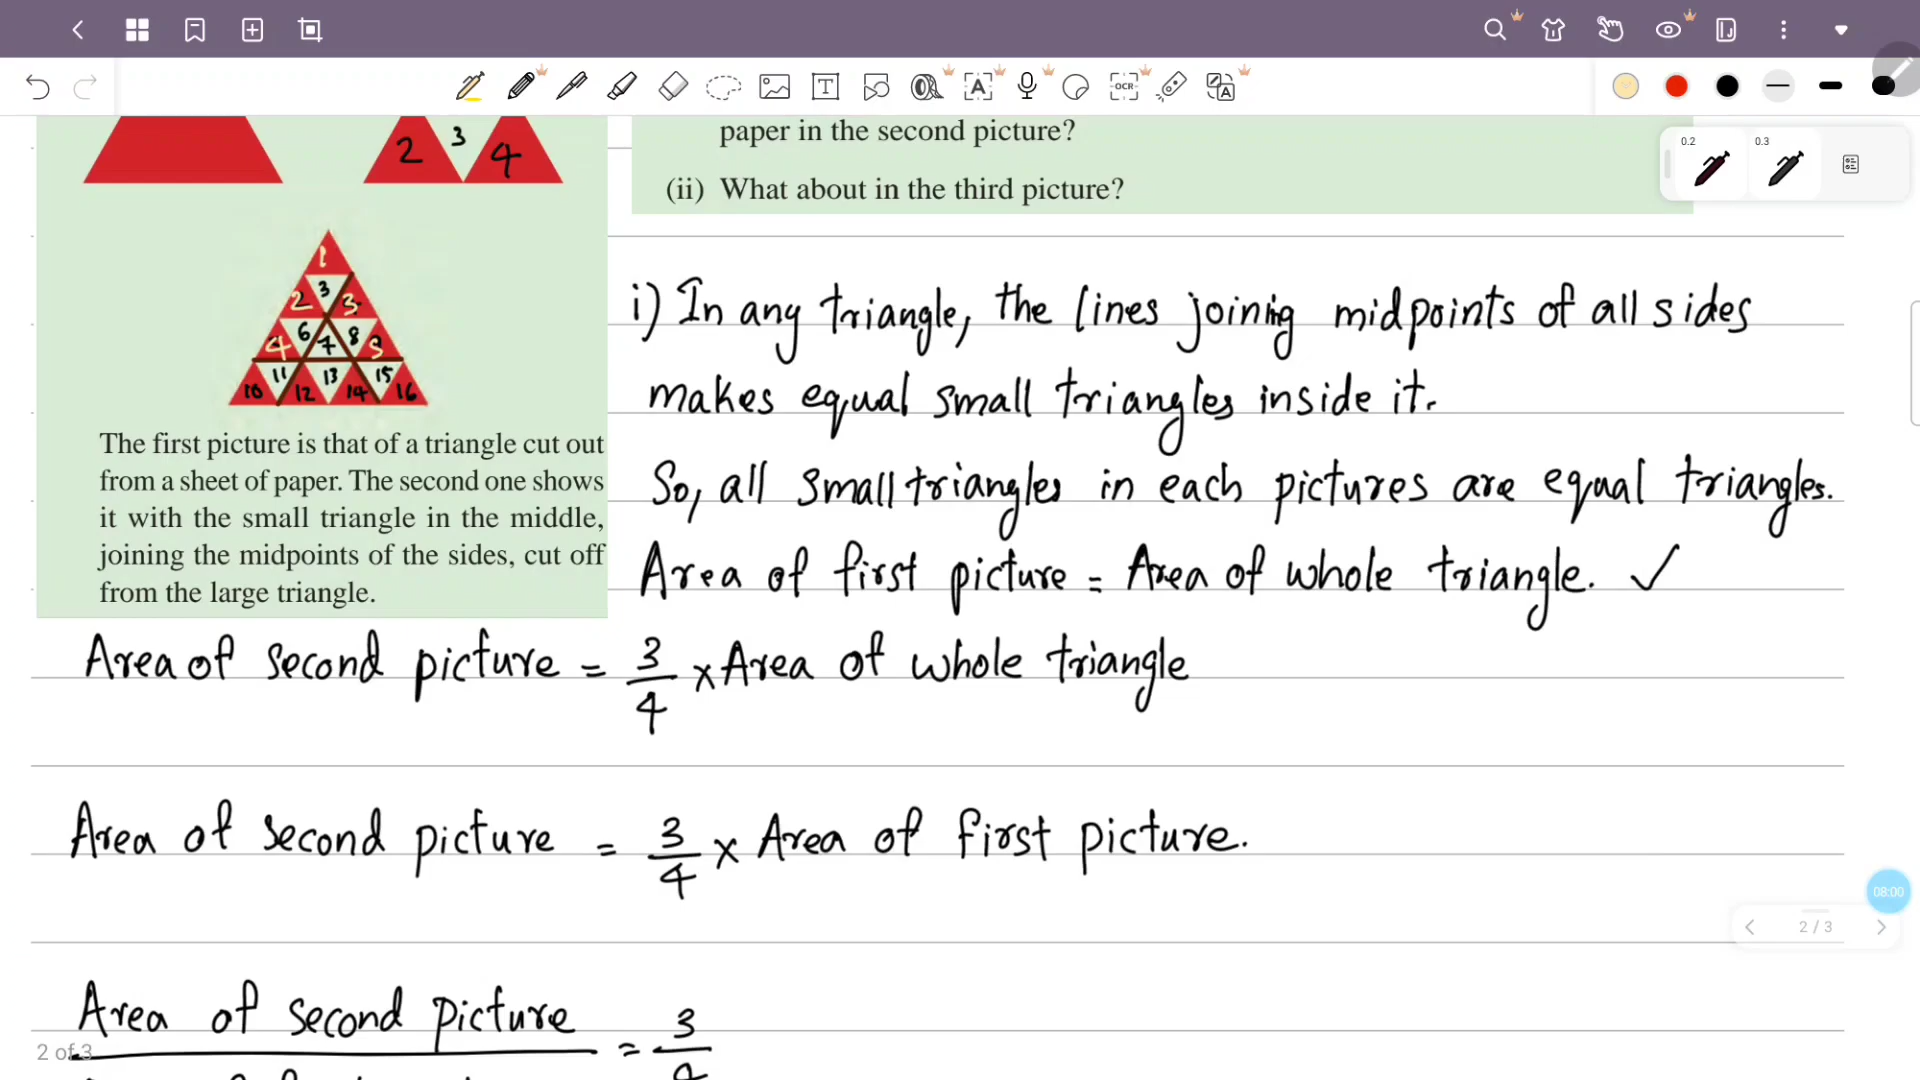 OCR
0.2
0.3
2 3 4
paper in the second picture?
(ii) What about in the third picture?
1
2 3 3
4 6 7 8 5
10 11 12 13 14 15 16
The first picture is that of a triangle cut out
from a sheet of paper. The second one shows
it with the small triangle in the middle,
joining the midpoints of the sides, cut off
from the large triangle.
i) In any triangle, the lines joining midpoints of all sides
makes equal small triangles inside it.
So, all small triangles in each pictures are equal triangles.
Area of first picture = Area of whole triangle. ✓
Area of second picture = 3/4 × Area of whole triangle
Area of second picture = 3/4 × Area of first picture.
08:00
2 / 3
Area of second picture = 3
2 of 3